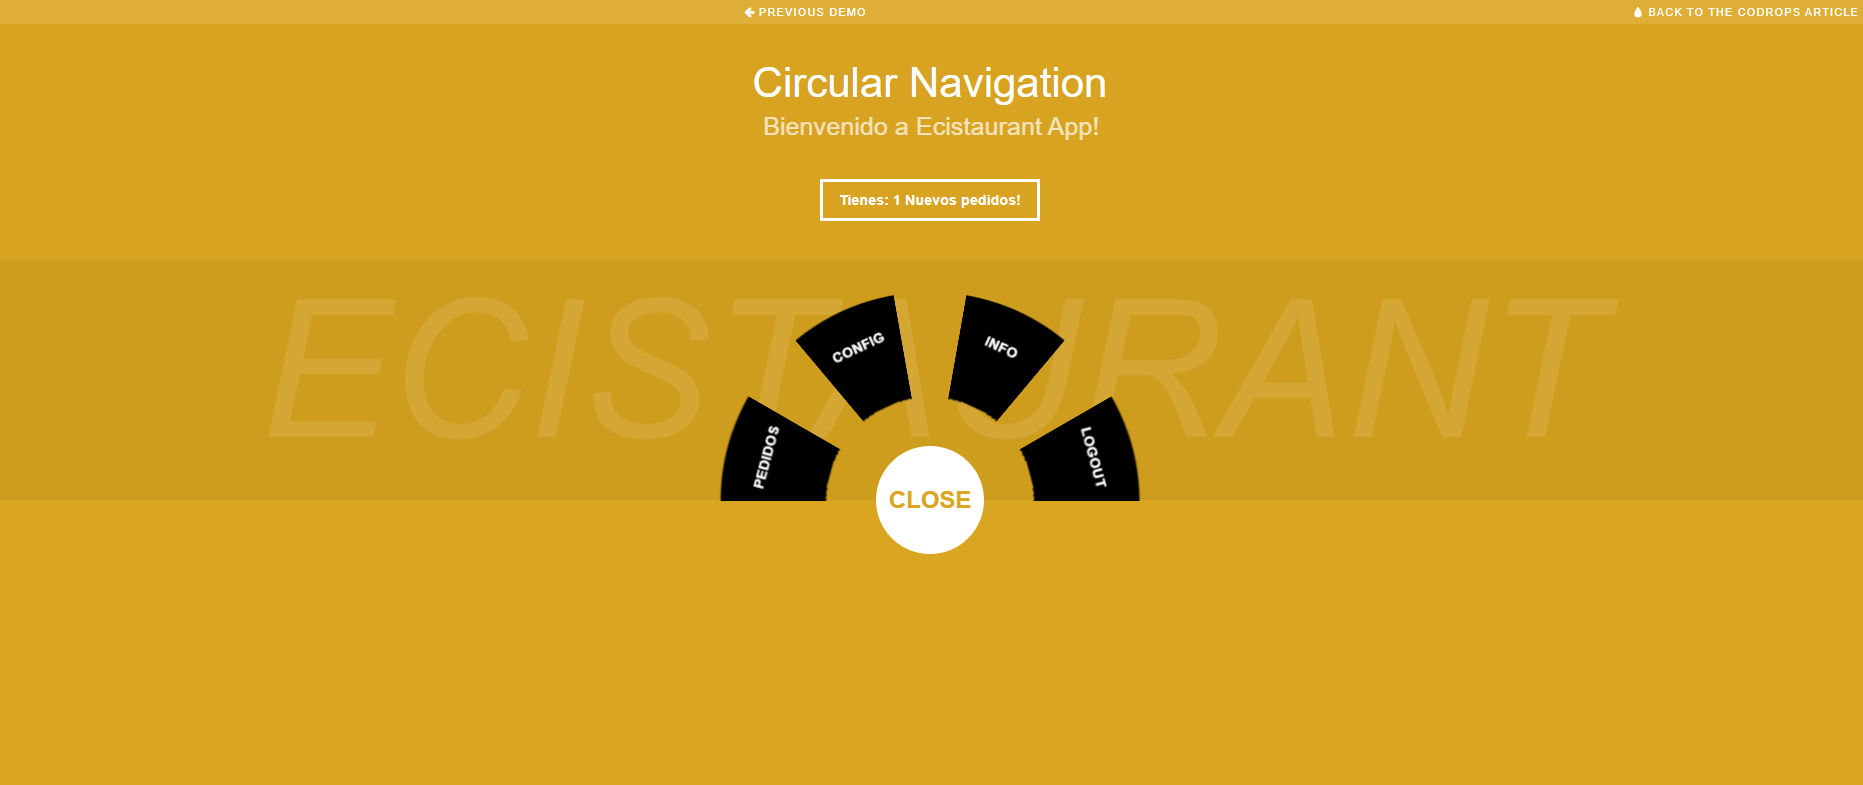 PREVIOUS DEMO
BACK TO THE CODROPS ARTICLE
Circular Navigation
Bienvenido a Ecistaurant App!
Tienes: 1 Nuevos pedidos!
ECISTAURANT
PEDIDOS
CONFIG
INFO
LOGOUT
CLOSE